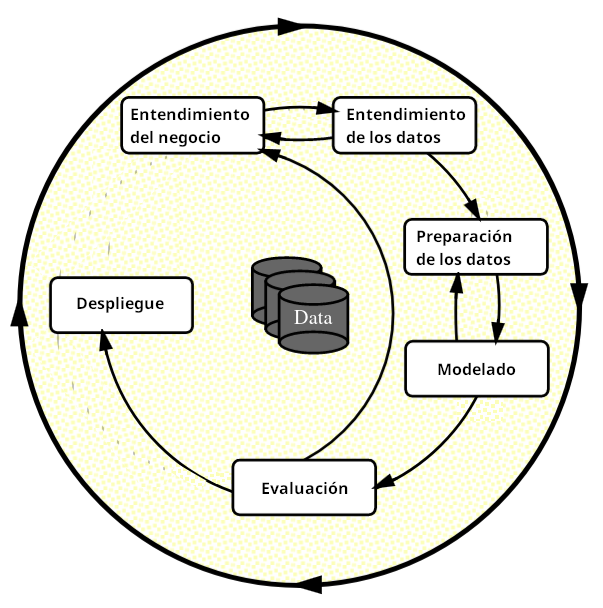 Entendimiento
del negocio
Entendimiento
de los datos
Preparación
de los datos
Despliegue
Data
Modelado
Evaluación